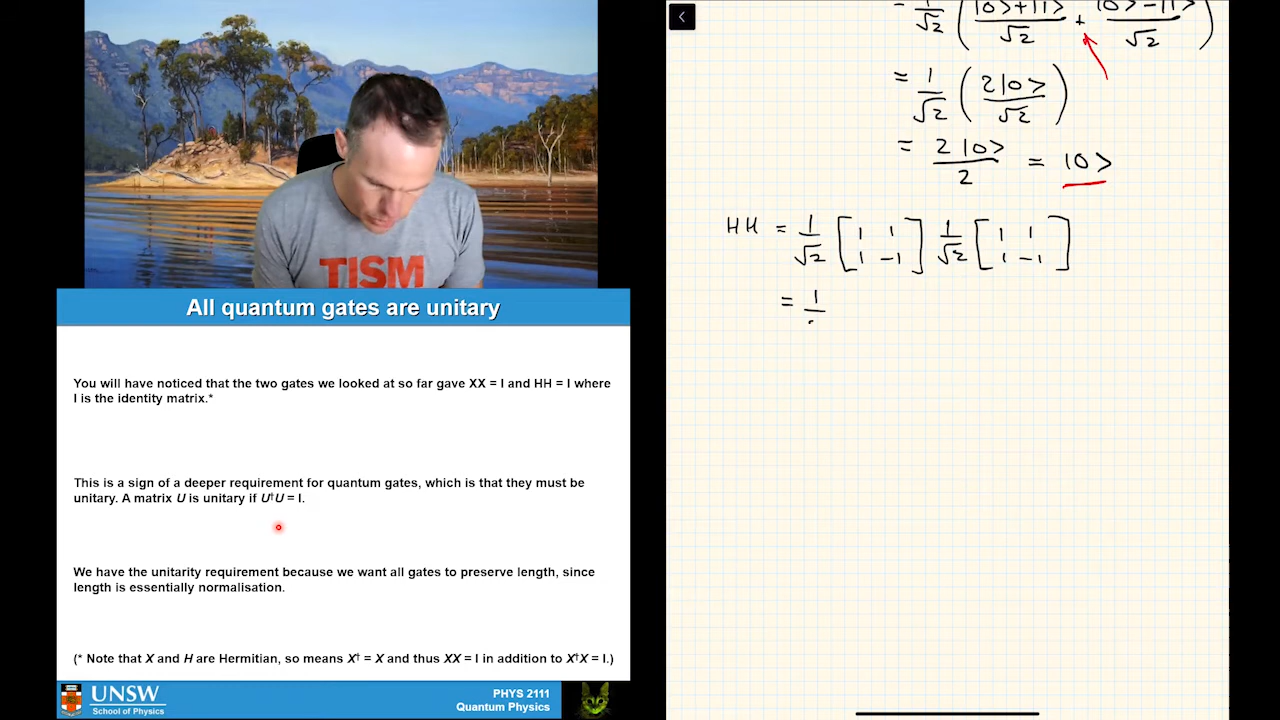 TISM
All quantum gates are unitary
You will have noticed that the two gates we looked at so far gave XX = I and HH = I where
I is the identity matrix.*
This is a sign of a deeper requirement for quantum gates, which is that they must be
unitary. A matrix U is unitary if U†U = I.
We have the unitarity requirement because we want all gates to preserve length, since
length is essentially normalisation.
(* Note that X and H are Hermitian, so means X† = X and thus XX = I in addition to X†X = I.)
UNSW
School of Physics
PHYS 2111
Quantum Physics
= 1/√2 ( |0>+|1>/√2 + |0>-|1>/√2 )
= 1/√2 ( 2|0>/√2 )
= 2|0>/2 = |0>
HH = 1/√2 [ 1 1 ] 1/√2 [ 1 1 ]
[ 1 -1 ] [ 1 -1 ]
= 1/